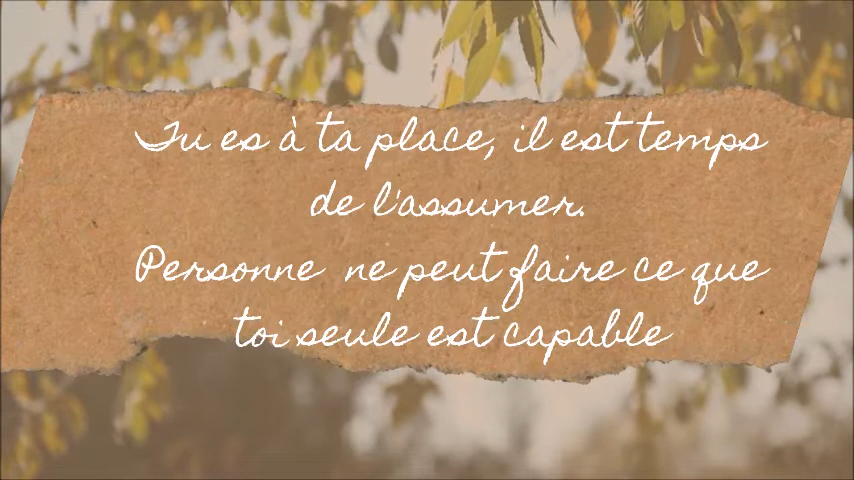 Tu es à ta place, il est temps
de l'assumer.
Personne ne peut faire ce que
toi seule est capable